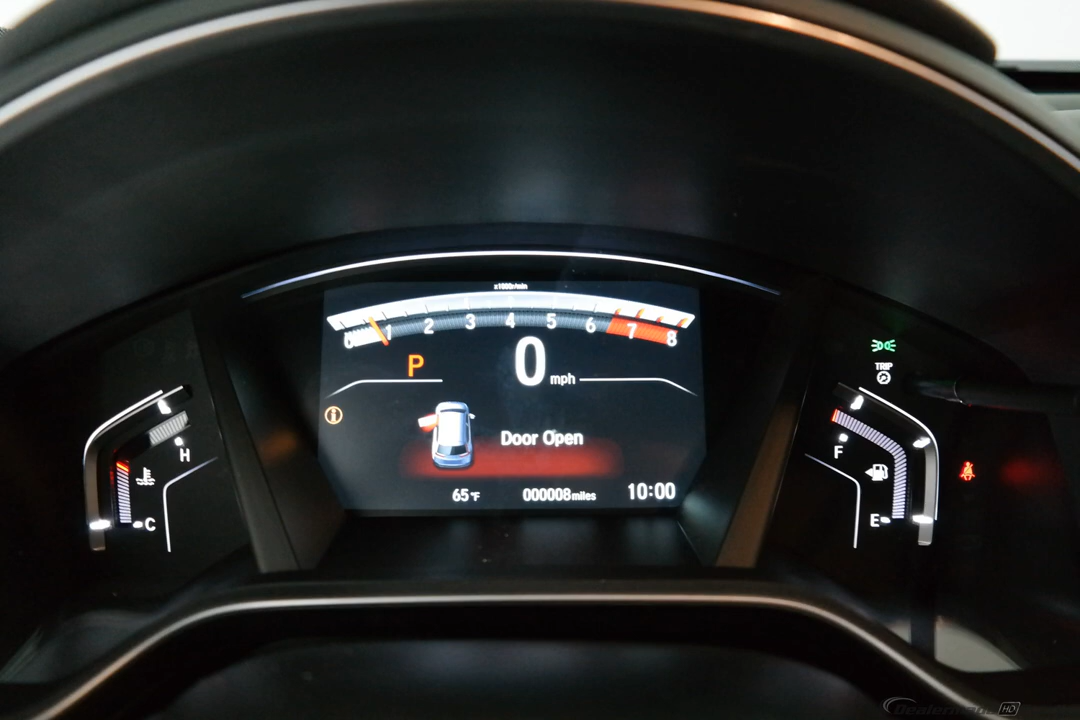 x1000r/min
0 1 2 3 4 5 6 7 8
P
0 mph
TRIP
i
Door Open
H
F
C
E
65°F 000008miles 10:00
HD